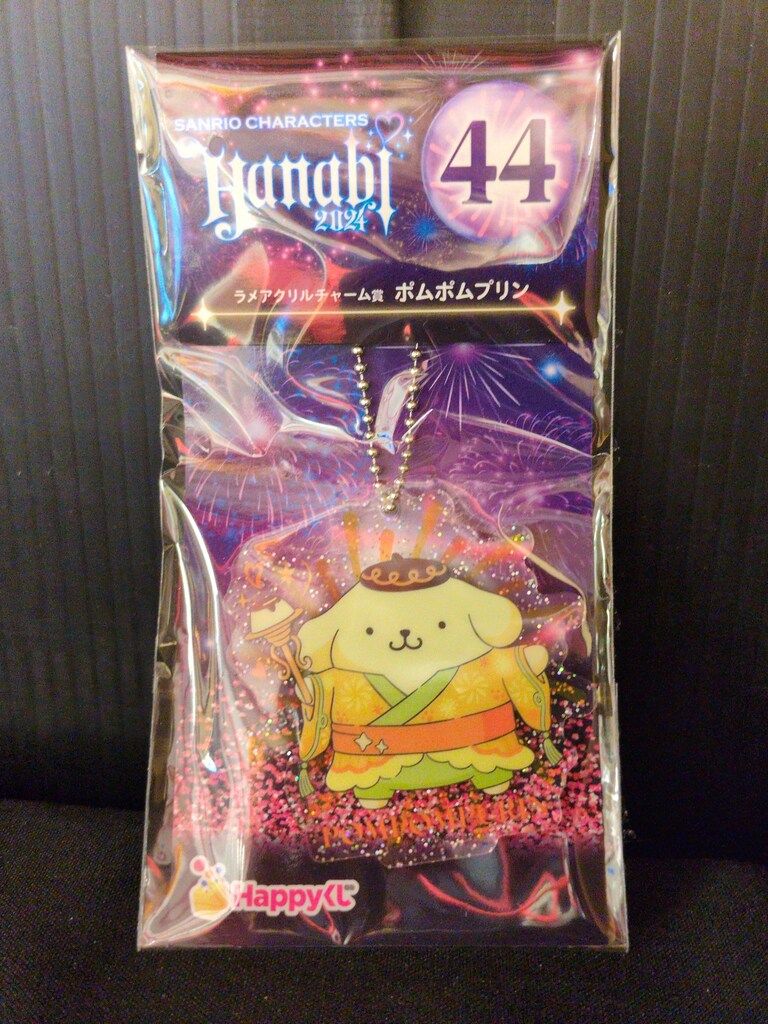 SANRIO CHARACTERS
Hanabi
2024
44
ラメアクリルチャーム賞 ポムポムプリン
POMPOMPURIN
Happyくじ